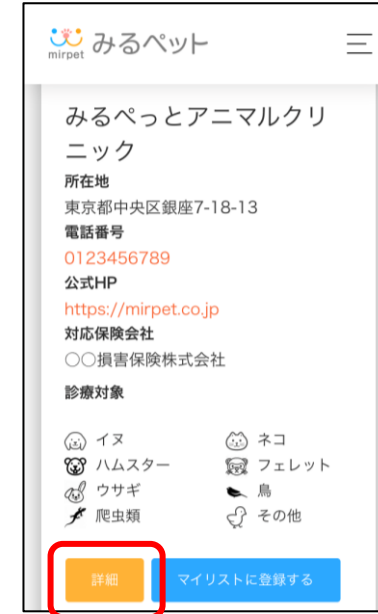 mirpet みるペット
みるぺっとアニマルクリ
ニック
所在地
東京都中央区銀座7-18-13
電話番号
0123456789
公式HP
https://mirpet.co.jp
対応保険会社
○○損害保険株式会社
診療対象
イヌ ネコ
ハムスター フェレット
ウサギ 鳥
爬虫類 その他
詳細 マイリストに登録する